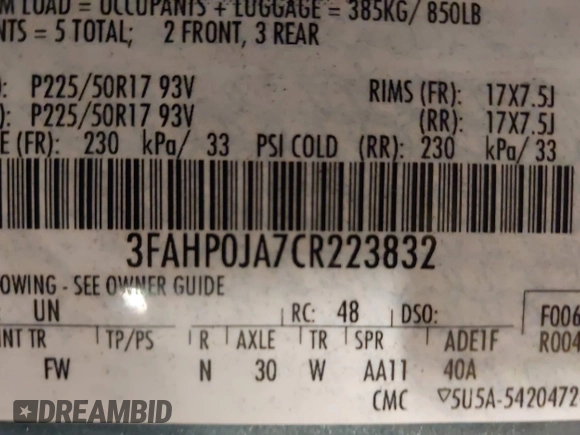 M LOAD = OCCUPANTS + LUGGAGE = 385KG/ 850LB
NTS = 5 TOTAL; 2 FRONT, 3 REAR
P225/50R17 93V RIMS (FR): 17X7.5J
P225/50R17 93V (RR): 17X7.5J
E (FR): 230 kPa/ 33 PSI COLD (RR): 230 kPa/ 33
3FAHP0JA7CR223832
OWING - SEE OWNER GUIDE
UN RC: 48 DSO: F006
INT TR TP/PS R AXLE TR SPR ADE1F R004
FW N 30 W AA11 40A
CMC ▽5U5A-5420472
DREAMBID